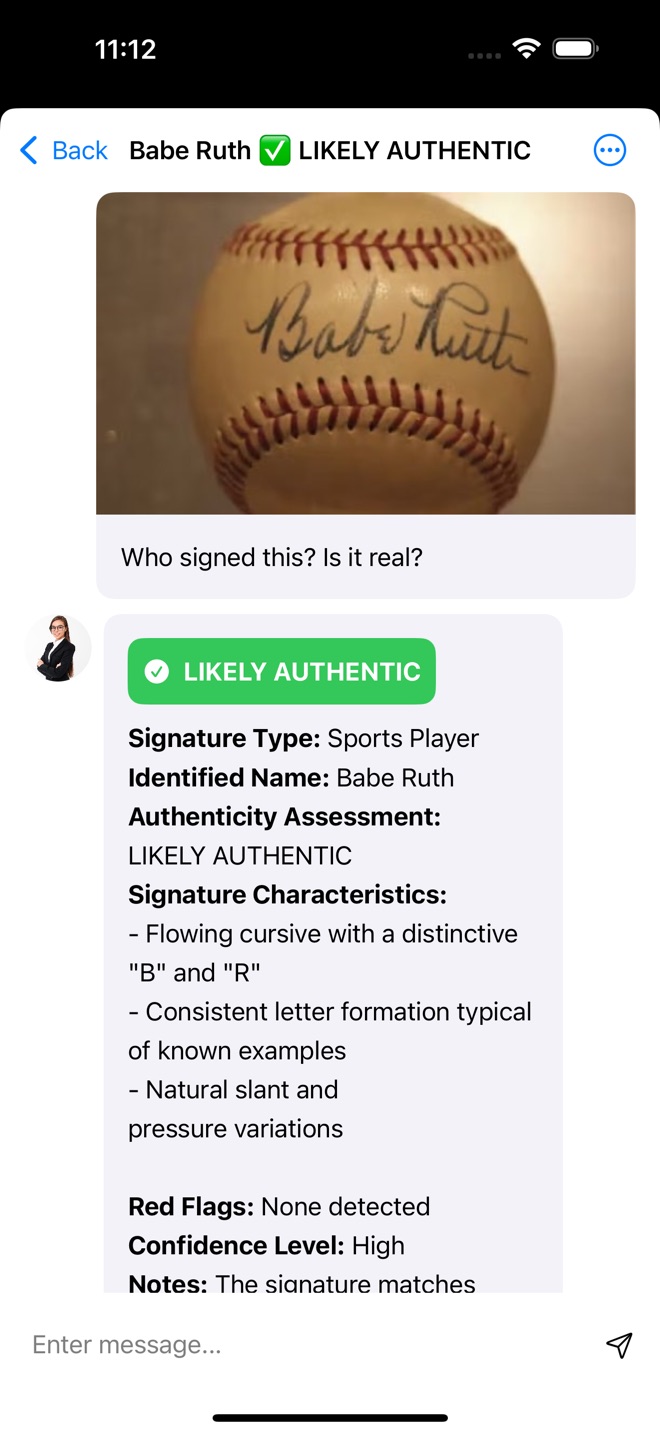 11:12
Back Babe Ruth ✅ LIKELY AUTHENTIC
Babe Ruth
Who signed this? Is it real?
LIKELY AUTHENTIC
Signature Type: Sports Player
Identified Name: Babe Ruth
Authenticity Assessment:
LIKELY AUTHENTIC
Signature Characteristics:
- Flowing cursive with a distinctive
"B" and "R"
- Consistent letter formation typical
of known examples
- Natural slant and
pressure variations
Red Flags: None detected
Confidence Level: High
Notes: The signature matches
Enter message...